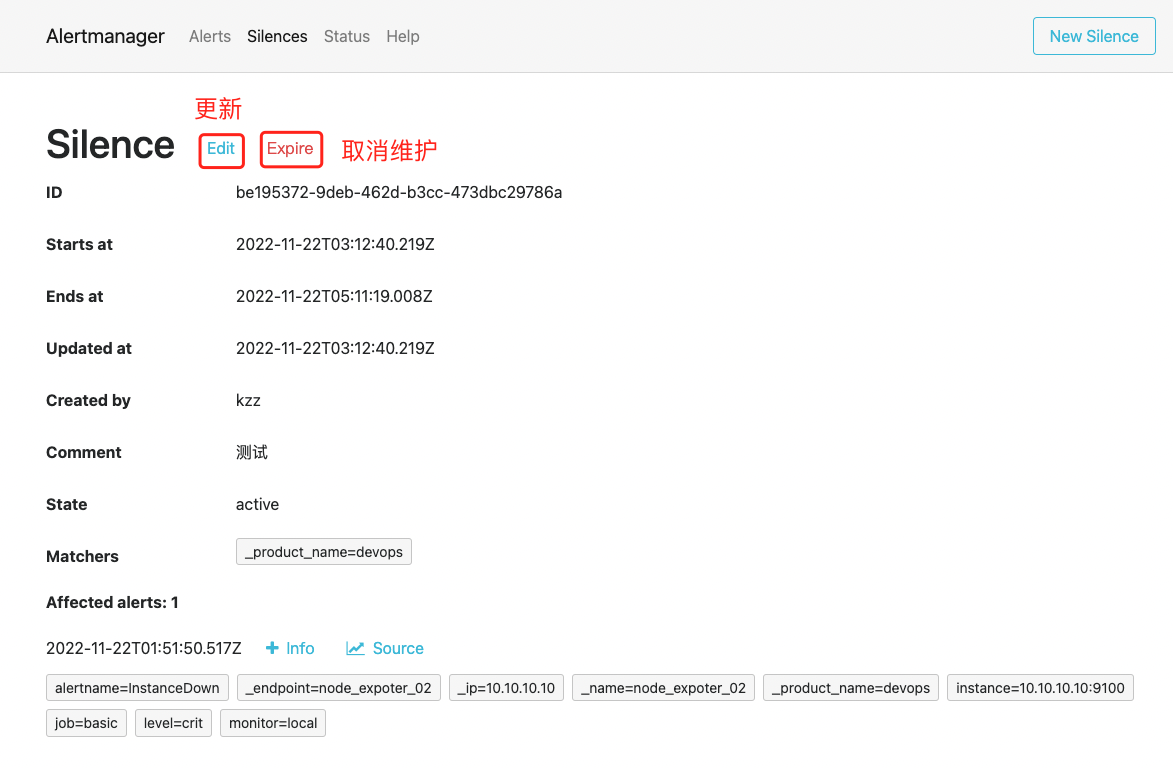 Alertmanager Alerts Silences Status Help New Silence
更新
Silence Edit Expire 取消维护
ID be195372-9deb-462d-b3cc-473dbc29786a
Starts at 2022-11-22T03:12:40.219Z
Ends at 2022-11-22T05:11:19.008Z
Updated at 2022-11-22T03:12:40.219Z
Created by kzz
Comment 测试
State active
Matchers _product_name=devops
Affected alerts: 1
2022-11-22T01:51:50.517Z Info Source
alertname=InstanceDown _endpoint=node_expoter_02 _ip=10.10.10.10 _name=node_expoter_02 _product_name=devops instance=10.10.10.10:9100
job=basic level=crit monitor=local